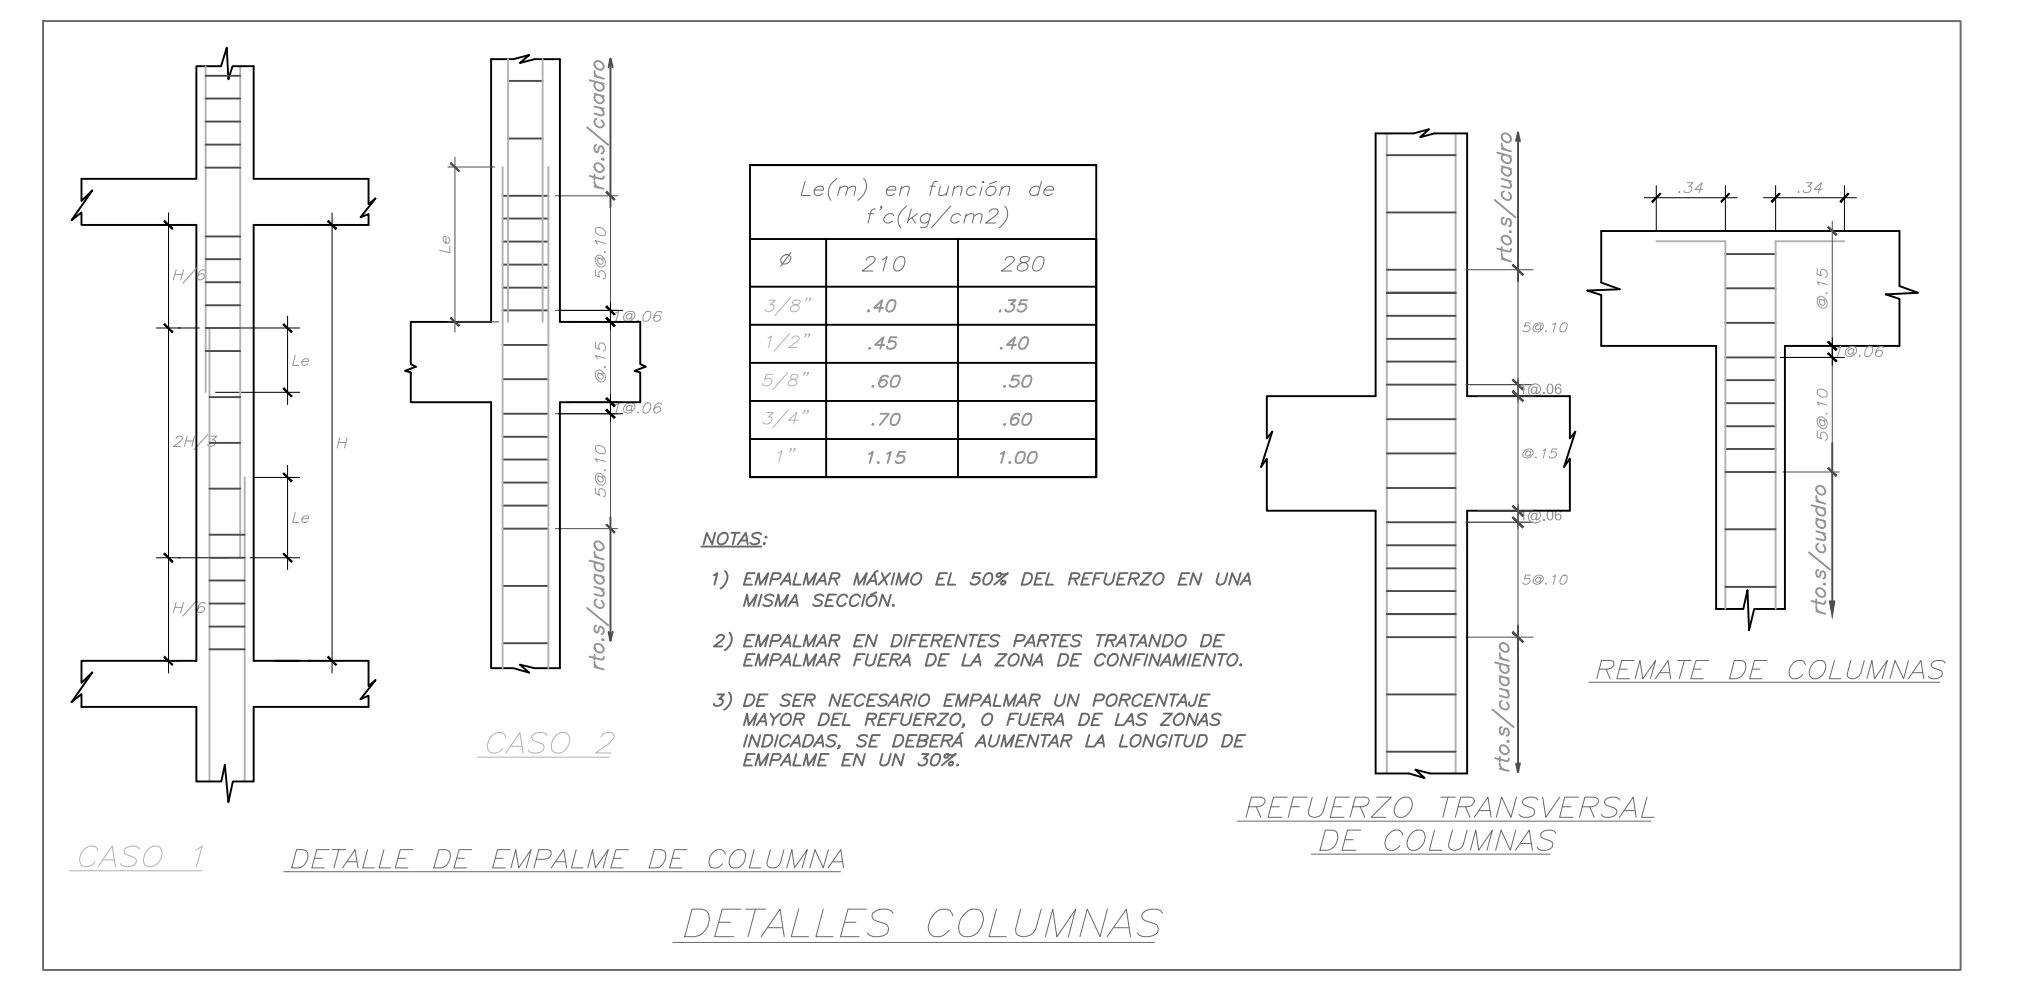 H/6
2H/3
H/6
Le
Le
H
CASO 1
Le
rto.s/cuadro
5@.10
1@.06
@.15
1@.06
5@.10
rto.s/cuadro
CASO 2
DETALLE DE EMPALME DE COLUMNA
Le(m) en función de
f'c(kg/cm2)
ø 210 280
3/8" .40 .35
1/2" .45 .40
5/8" .60 .50
3/4" .70 .60
1" 1.15 1.00
NOTAS:
1) EMPALMAR MÁXIMO EL 50% DEL REFUERZO EN UNA
MISMA SECCIÓN.
2) EMPALMAR EN DIFERENTES PARTES TRATANDO DE
EMPALMAR FUERA DE LA ZONA DE CONFINAMIENTO.
3) DE SER NECESARIO EMPALMAR UN PORCENTAJE
MAYOR DEL REFUERZO, O FUERA DE LAS ZONAS
INDICADAS, SE DEBERÁ AUMENTAR LA LONGITUD DE
EMPALME EN UN 30%.
rto.s/cuadro
5@.10
1@.06
@.15
1@.06
5@.10
rto.s/cuadro
REFUERZO TRANSVERSAL
DE COLUMNAS
.34 .34
@.15
1@.06
5@.10
rto.s/cuadro
REMATE DE COLUMNAS
DETALLES COLUMNAS